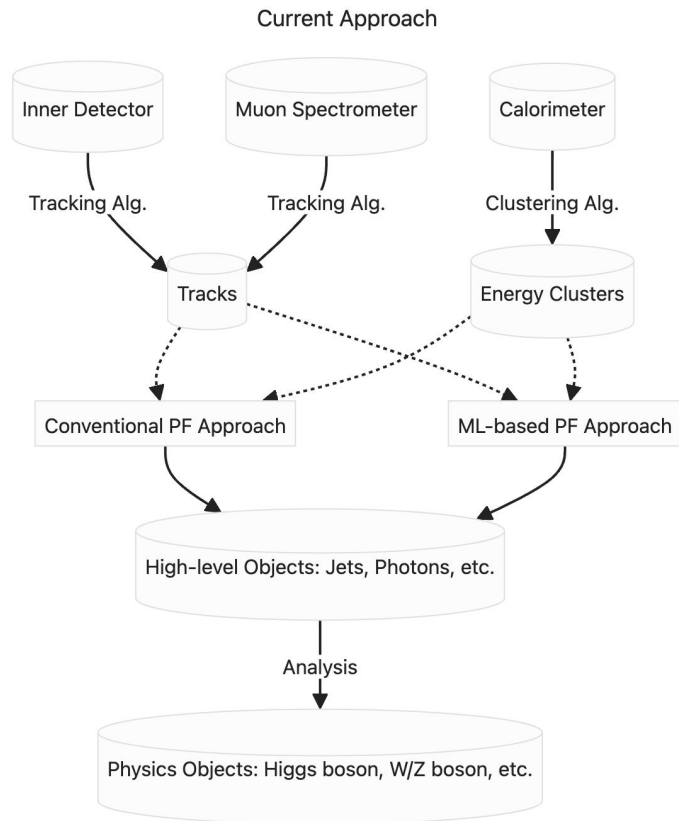 Current Approach
Inner Detector
Muon Spectrometer
Calorimeter
Tracking Alg.
Tracking Alg.
Clustering Alg.
Tracks
Energy Clusters
Conventional PF Approach
ML-based PF Approach
High-level Objects: Jets, Photons, etc.
Analysis
Physics Objects: Higgs boson, W/Z boson, etc.